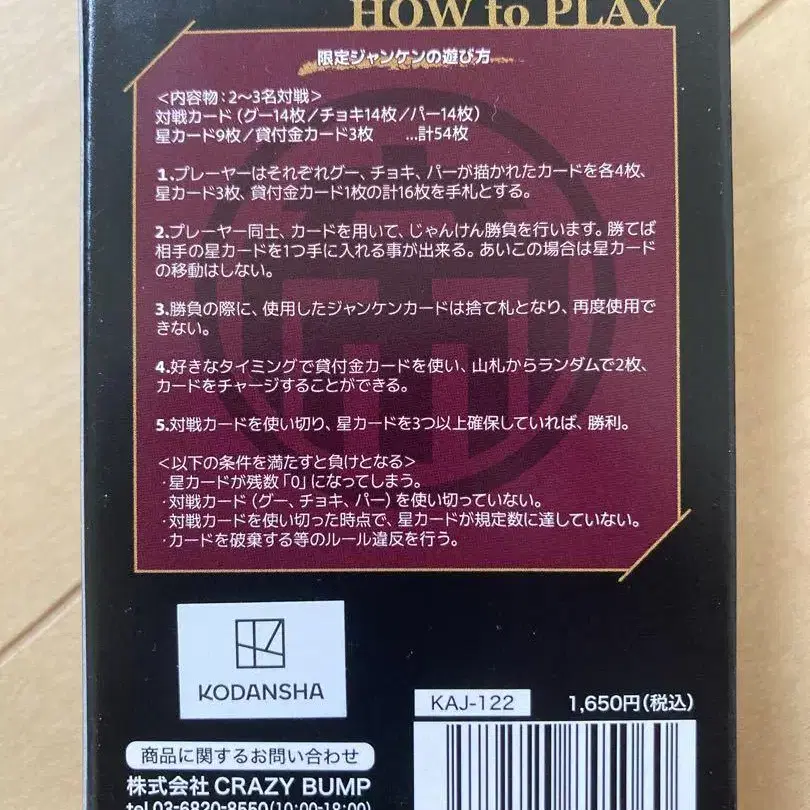 HOW to PLAY
限定ジャンケンの遊び方
＜内容物：2〜3名対戦＞
対戦カード（グー14枚／チョキ14枚／パー14枚）
星カード9枚／貸付金カード3枚　…計54枚
1.プレーヤーはそれぞれグー、チョキ、パーが描かれたカードを各4枚、
星カード3枚、貸付金カード1枚の計16枚を手札とする。
2.プレーヤー同士、カードを用いて、じゃんけん勝負を行います。勝てば
相手の星カードを1つ手に入れる事が出来る。あいこの場合は星カード
の移動はしない。
3.勝負の際に、使用したジャンケンカードは捨て札となり、再度使用で
きない。
4.好きなタイミングで貸付金カードを使い、山札からランダムで2枚、
カードをチャージすることができる。
5.対戦カードを使い切り、星カードを3つ以上確保していれば、勝利。
＜以下の条件を満たすと負けとなる＞
・星カードが残数「0」になってしまう。
・対戦カード（グー、チョキ、パー）を使い切っていない。
・対戦カードを使い切った時点で、星カードが規定数に達していない。
・カードを破棄する等のルール違反を行う。
KODANSHA
KAJ-122　1,650円（税込）
商品に関するお問い合わせ
株式会社 CRAZY BUMP
tel.03-6820-8550(10:00-18:00)